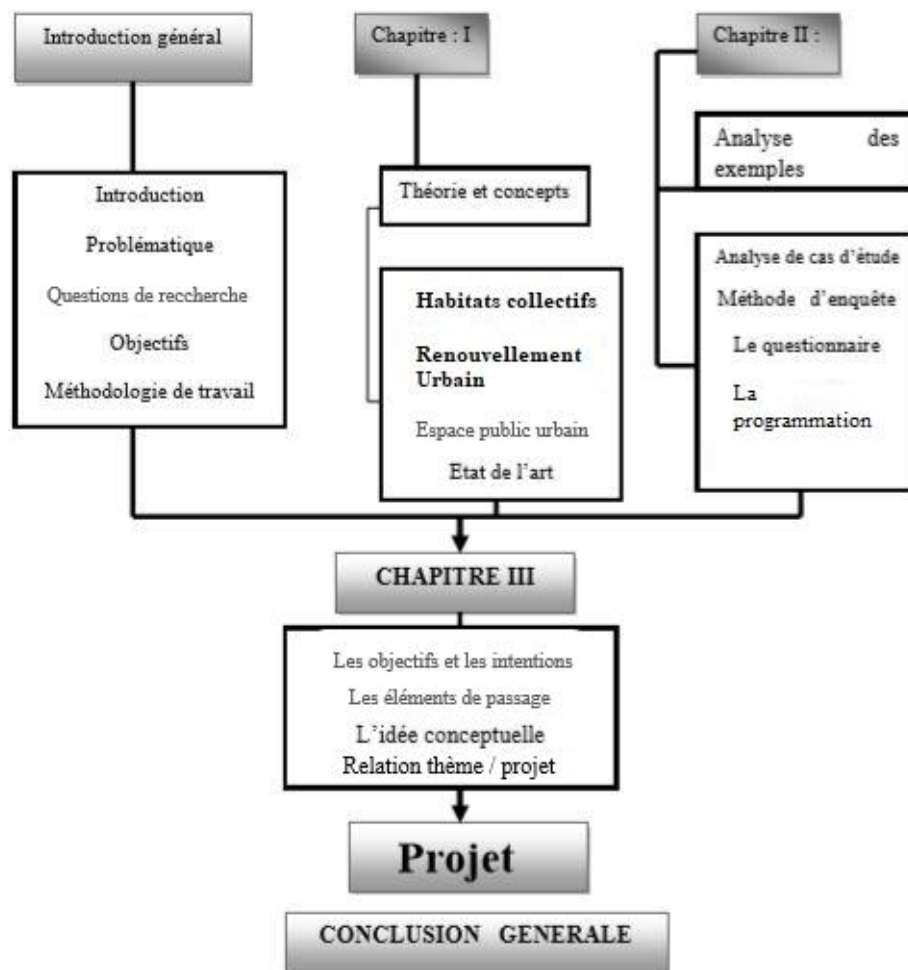 Introduction général
Introduction
Problématique
Questions de reccherche
Objectifs
Méthodologie de travail
Chapitre : I
Théorie et concepts
Habitats collectifs
Renouvellement
Urbain
Espace public urbain
Etat de l’art
Chapitre II :
Analyse des
exemples
Analyse de cas d’étude
Méthode d’enquête
Le questionnaire
La
programmation
CHAPITRE III
Les objectifs et les intentions
Les éléments de passage
L’idée conceptuelle
Relation thème / projet
Projet
CONCLUSION GENERALE